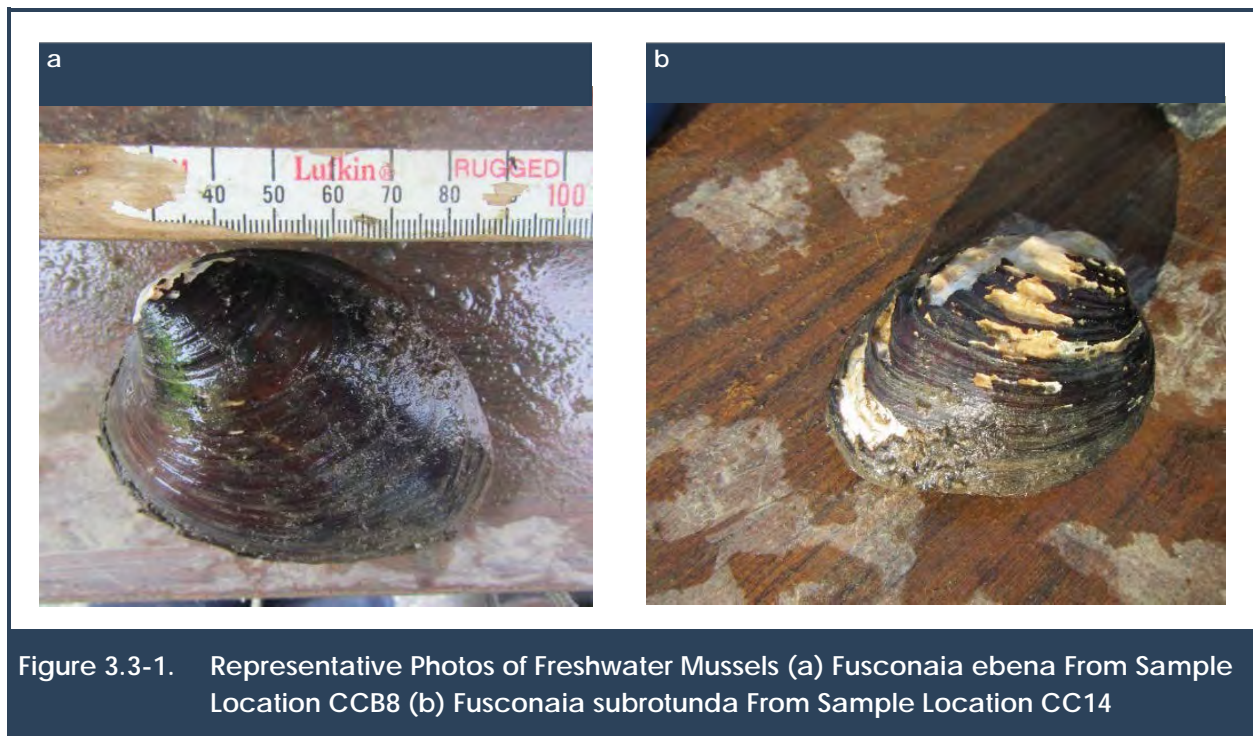 a
b
Lufkin® RUGGED
40 50 60 70 80 100
Figure 3.3-1. Representative Photos of Freshwater Mussels (a) Fusconaia ebena From Sample
Location CCB8 (b) Fusconaia subrotunda From Sample Location CC14